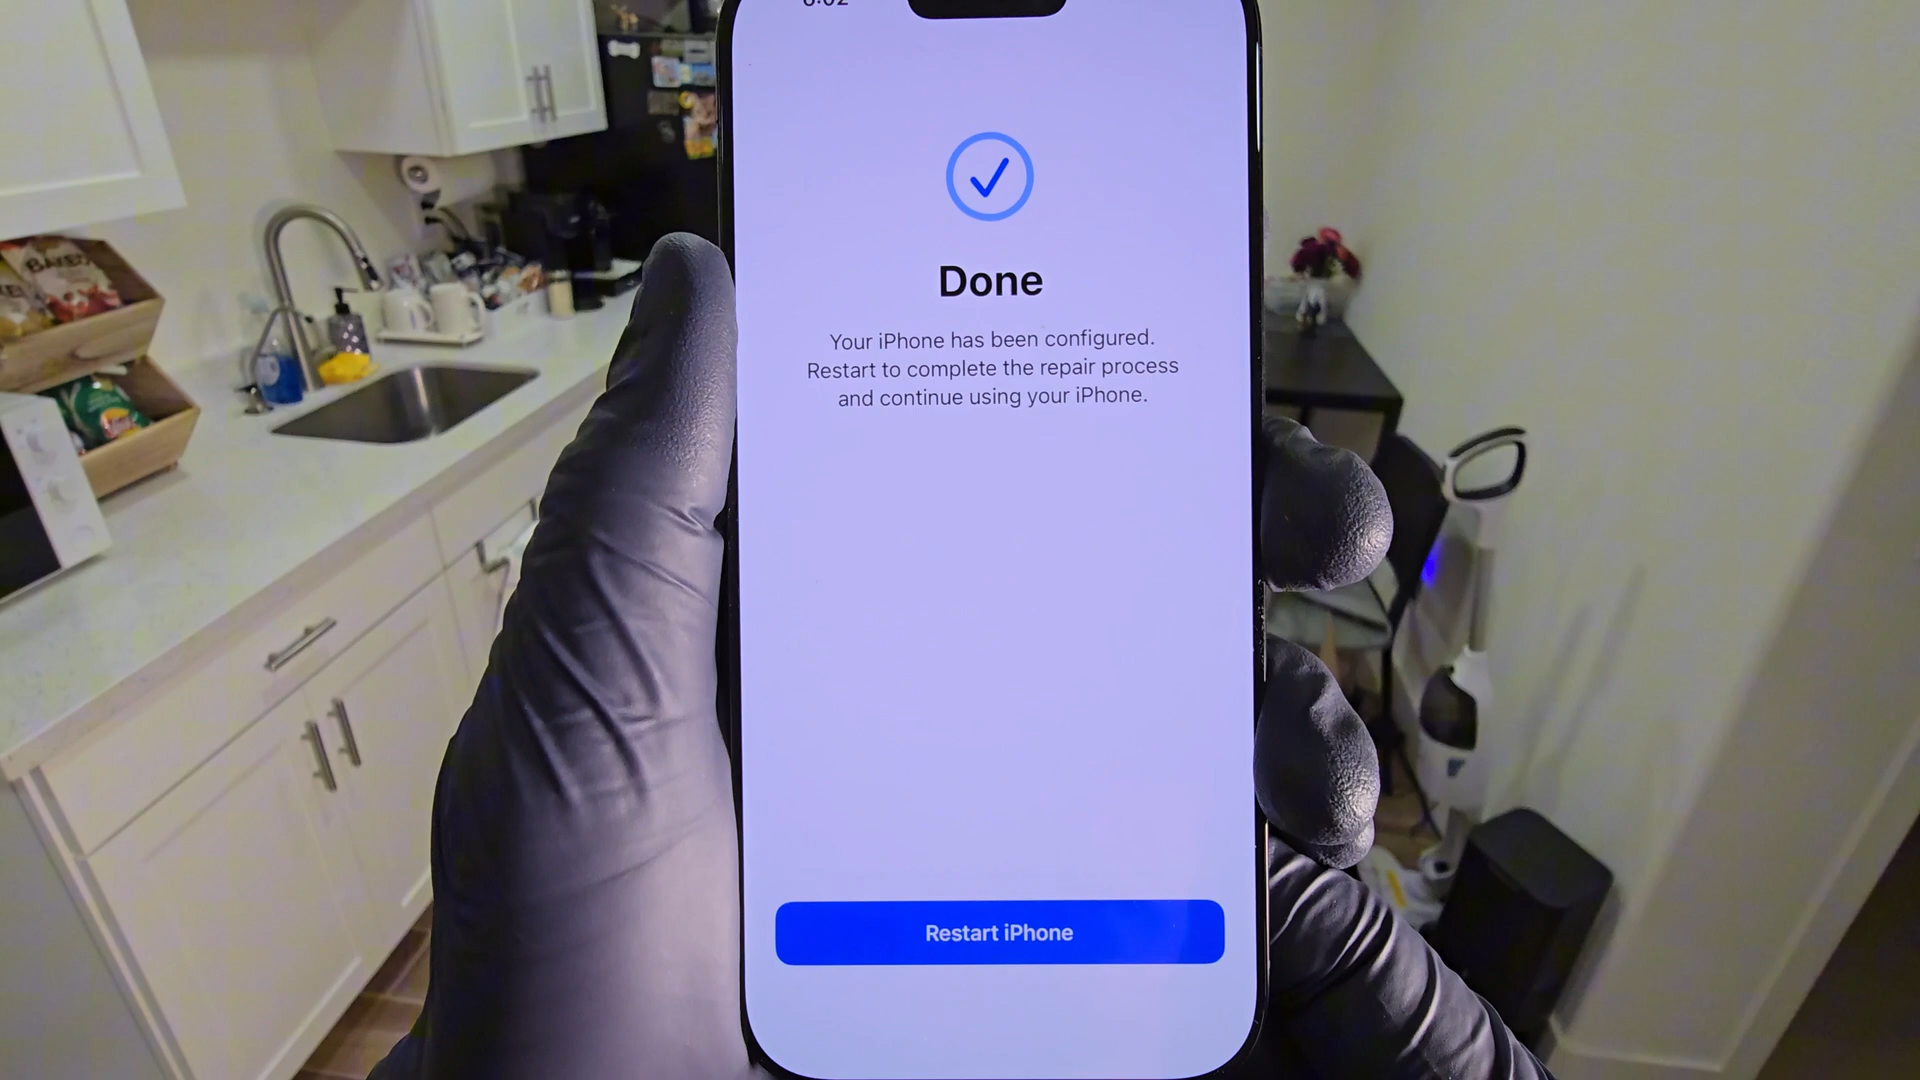 Done
Your iPhone has been configured.
Restart to complete the repair process
and continue using your iPhone.
Restart iPhone
BAKED